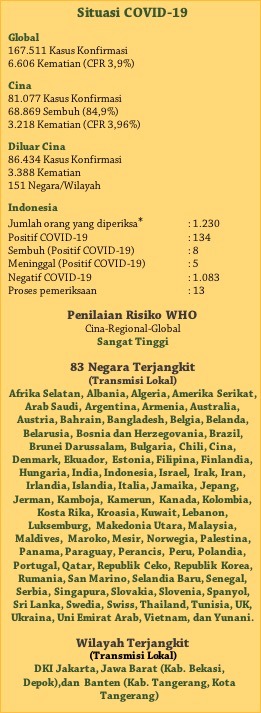 Situasi COVID-19
Global
167.511 Kasus Konfirmasi
6.606 Kematian (CFR 3,9%)
Cina
81.077 Kasus Konfirmasi
68.869 Sembuh (84,9%)
3.218 Kematian (CFR 3,96%)
Diluar Cina
86.434 Kasus Konfirmasi
3.388 Kematian
151 Negara/Wilayah
Indonesia
Jumlah orang yang diperiksa* : 1.230
Positif COVID-19 : 134
Sembuh (Positif COVID-19) : 8
Meninggal (Positif COVID-19) : 5
Negatif COVID-19 : 1.083
Proses pemeriksaan : 13
Penilaian Risiko WHO
Cina-Regional-Global
Sangat Tinggi
83 Negara Terjangkit
(Transmisi Lokal)
Afrika Selatan, Albania, Algeria, Amerika Serikat,
Arab Saudi, Argentina, Armenia, Australia,
Austria, Bahrain, Bangladesh, Belgia, Belanda,
Belarusia, Bosnia dan Herzegovania, Brazil,
Brunei Darussalam, Bulgaria, Chili, Cina,
Denmark, Ekuador, Estonia, Filipina, Finlandia,
Hungaria, India, Indonesia, Israel, Irak, Iran,
Irlandia, Islandia, Italia, Jamaika, Jepang,
Jerman, Kamboja, Kamerun, Kanada, Kolombia,
Kosta Rika, Kroasia, Kuwait, Lebanon,
Luksemburg, Makedonia Utara, Malaysia,
Maldives, Maroko, Mesir, Norwegia, Palestina,
Panama, Paraguay, Perancis, Peru, Polandia,
Portugal, Qatar, Republik Ceko, Republik Korea,
Rumania, San Marino, Selandia Baru, Senegal,
Serbia, Singapura, Slovakia, Slovenia, Spanyol,
Sri Lanka, Swedia, Swiss, Thailand, Tunisia, UK,
Ukraina, Uni Emirat Arab, Vietnam, dan Yunani.
Wilayah Terjangkit
(Transmisi Lokal)
DKI Jakarta, Jawa Barat (Kab. Bekasi,
Depok),dan Banten (Kab. Tangerang, Kota
Tangerang)